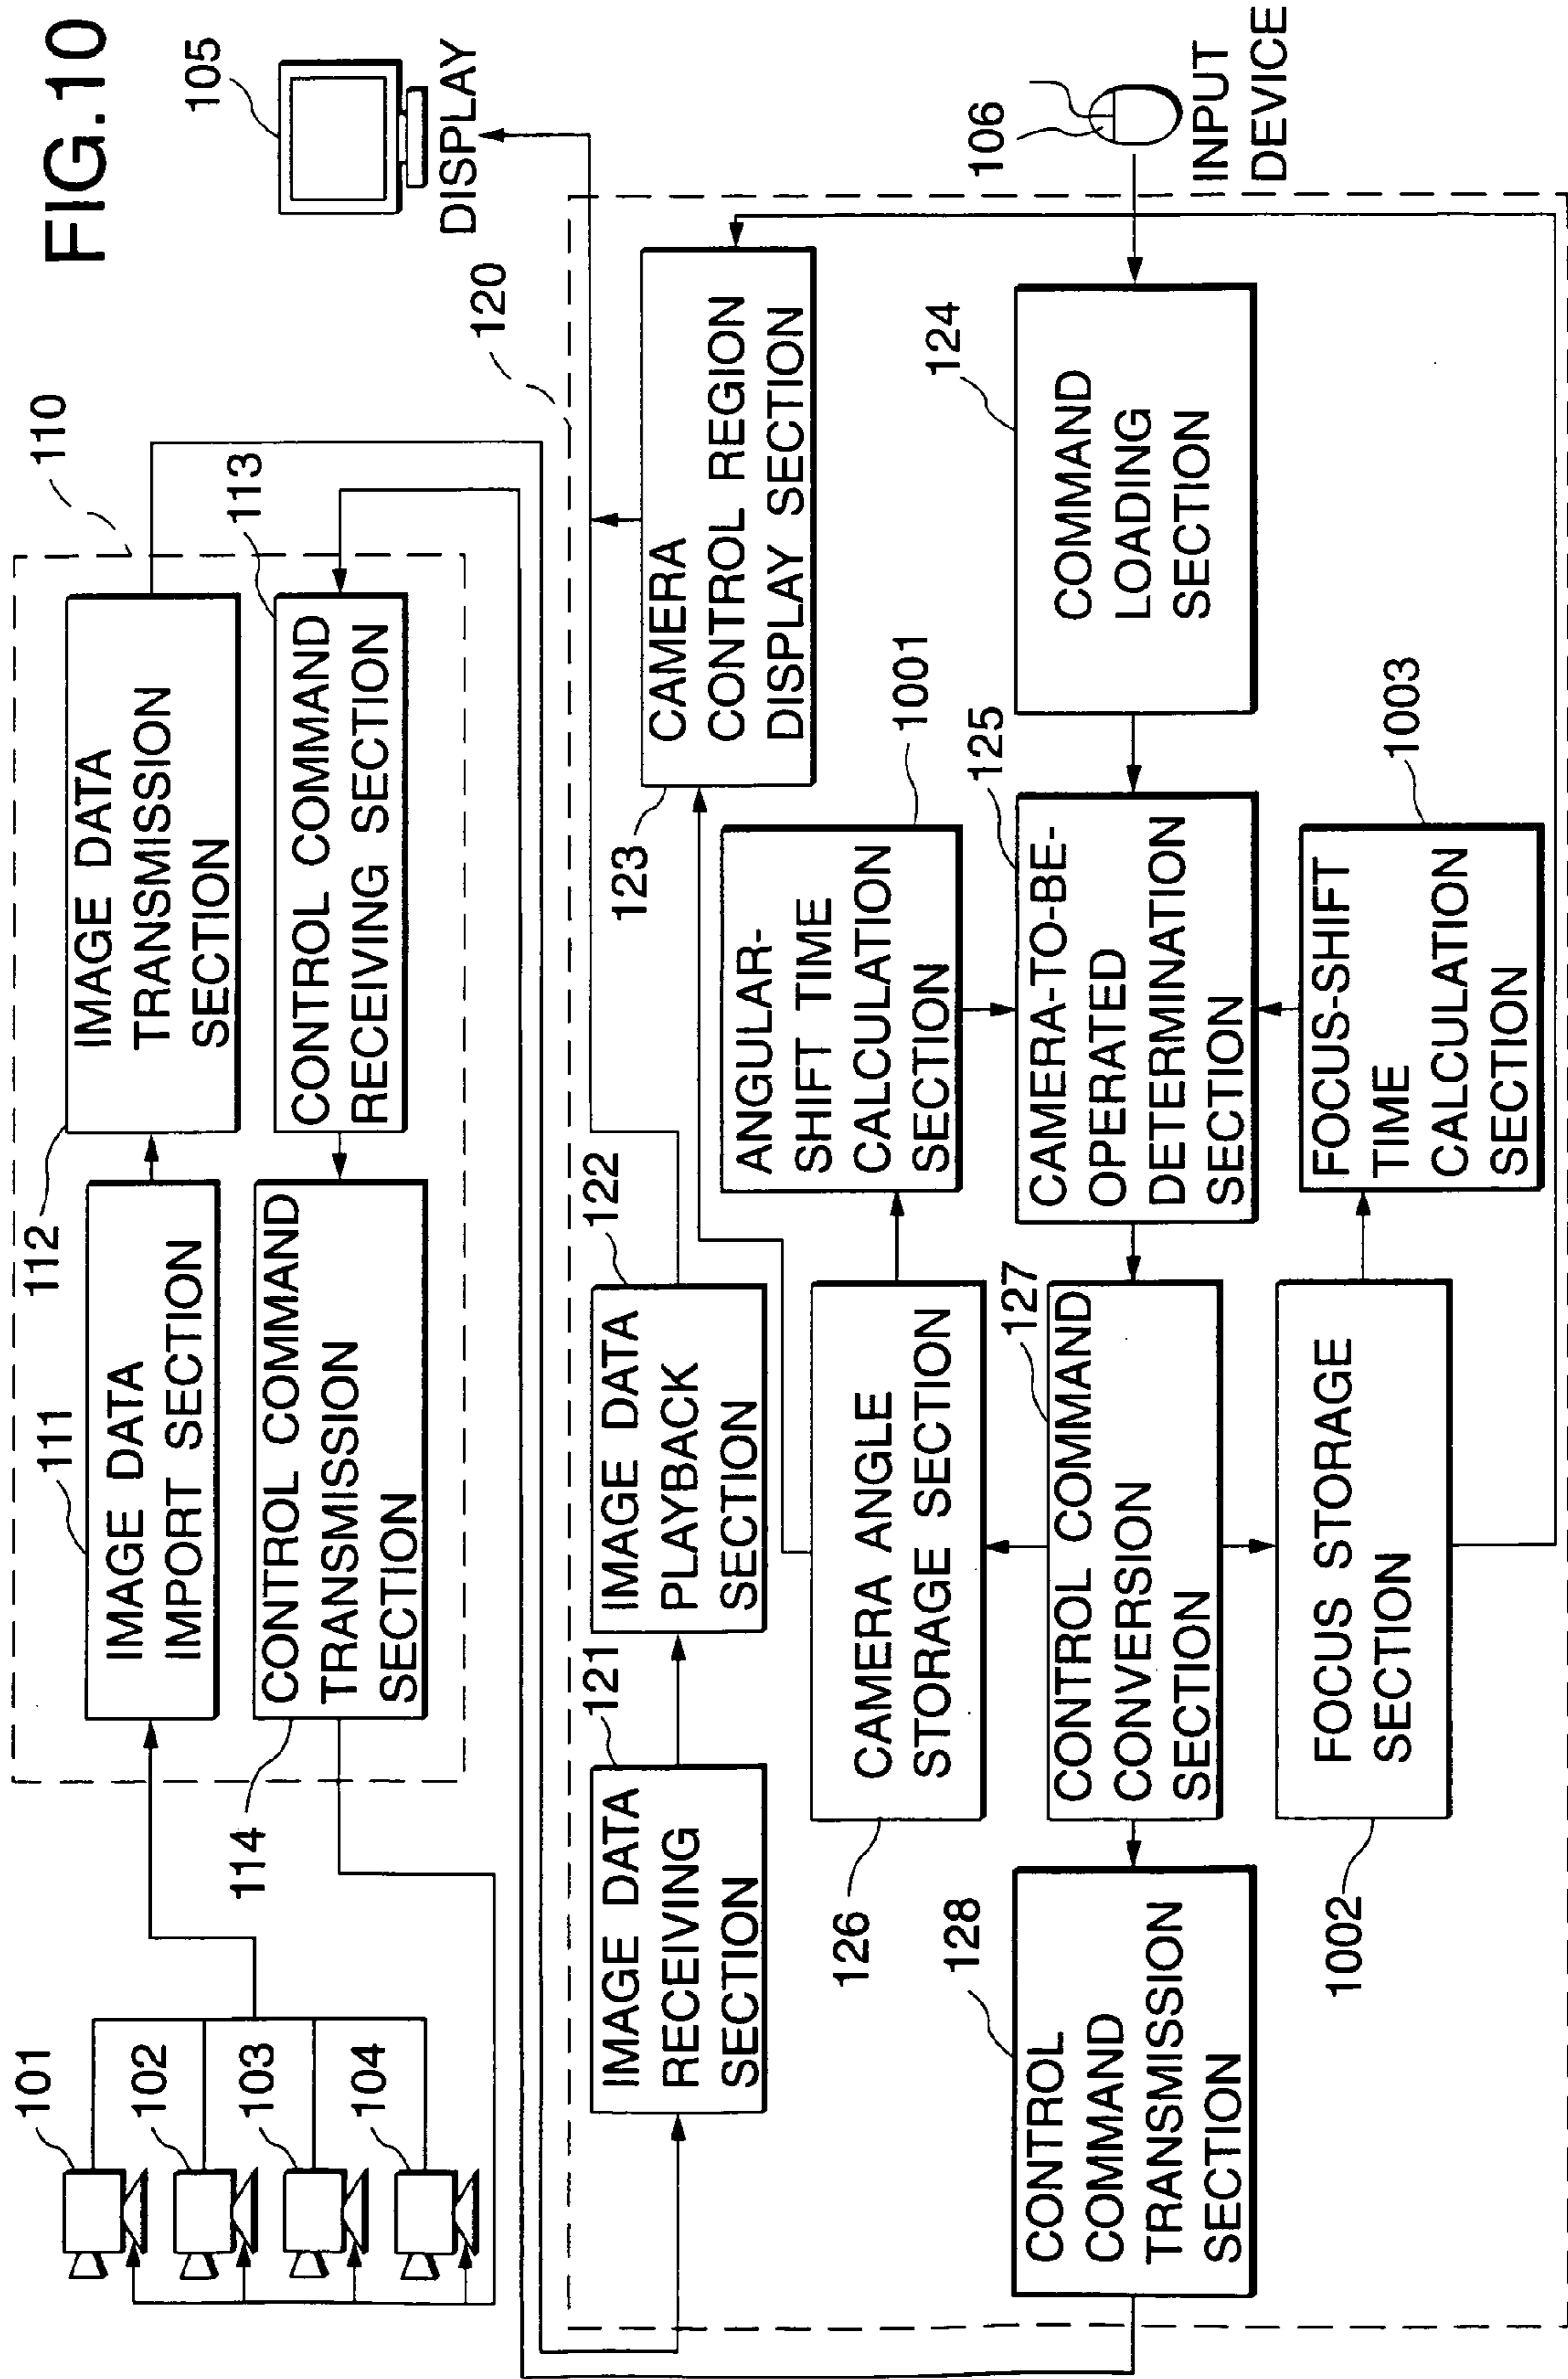 FIG.10
101
102
103
104
110
111
IMAGE DATA
IMPORT SECTION
112
IMAGE DATA
TRANSMISSION
SECTION
113
CONTROL COMMAND
RECEIVING SECTION
114
CONTROL COMMAND
TRANSMISSION
SECTION
105
DISPLAY
120
121
IMAGE DATA
RECEIVING
SECTION
122
IMAGE DATA
PLAYBACK
SECTION
123
CAMERA
CONTROL REGION
DISPLAY SECTION
126
CAMERA ANGLE
STORAGE SECTION
1001
ANGULAR-
SHIFT TIME
CALCULATION
SECTION
128
CONTROL
COMMAND
TRANSMISSION
SECTION
127
CONTROL COMMAND
CONVERSION
SECTION
125
CAMERA-TO-BE-
OPERATED
DETERMINATION
SECTION
124
COMMAND
LOADING
SECTION
106
INPUT
DEVICE
1002
FOCUS STORAGE
SECTION
1003
FOCUS-SHIFT
TIME
CALCULATION
SECTION